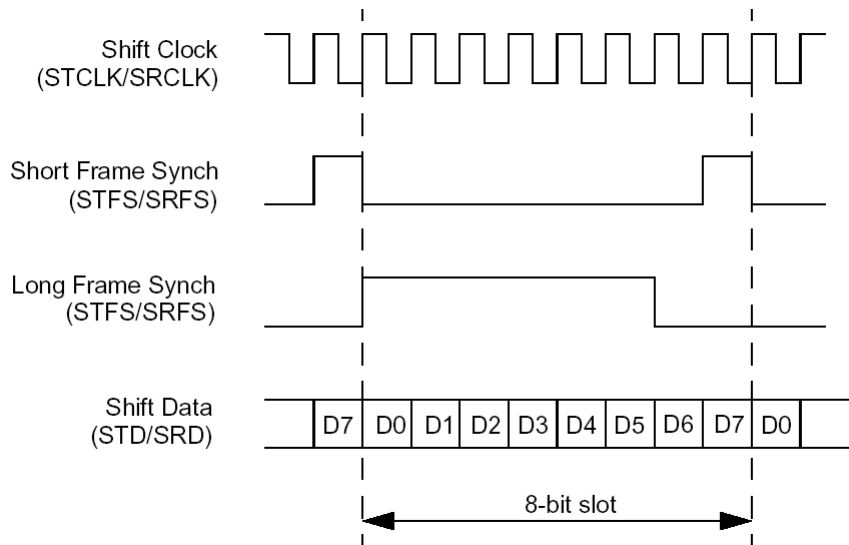 Shift Clock
(STCLK/SRCLK)
Short Frame Synch
(STFS/SRFS)
Long Frame Synch
(STFS/SRFS)
Shift Data
(STD/SRD)
D7 D0 D1 D2 D3 D4 D5 D6 D7 D0
8-bit slot